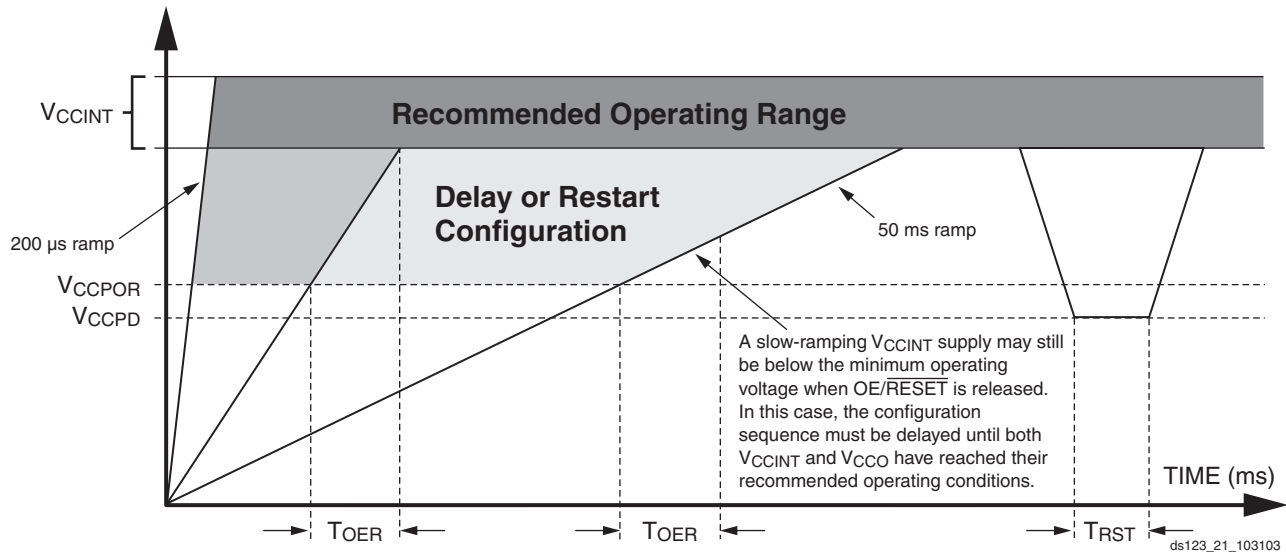 VCCINT
Recommended Operating Range
Delay or Restart
Configuration
200 µs ramp
50 ms ramp
VCCPOR
VCCPD
A slow-ramping VCCINT supply may still
be below the minimum operating
voltage when OE/RESET is released.
In this case, the configuration
sequence must be delayed until both
VCCINT and VCCO have reached their
recommended operating conditions.
TIME (ms)
TOER
TOER
TRST
ds123_21_103103